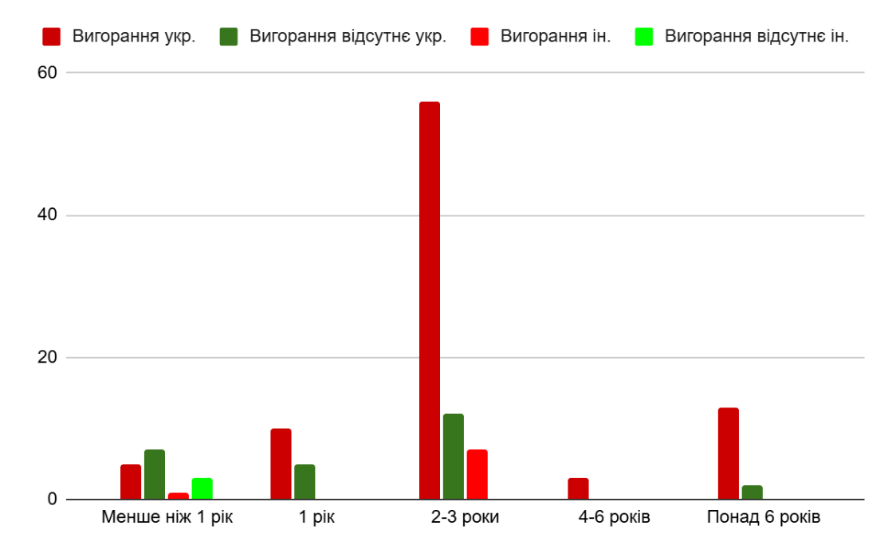 Вигорання укр. Вигорання відсутнє укр. Вигорання ін. Вигорання відсутнє ін.
60
40
20
0
Менше ніж 1 рік 1 рік 2-3 роки 4-6 років Понад 6 років